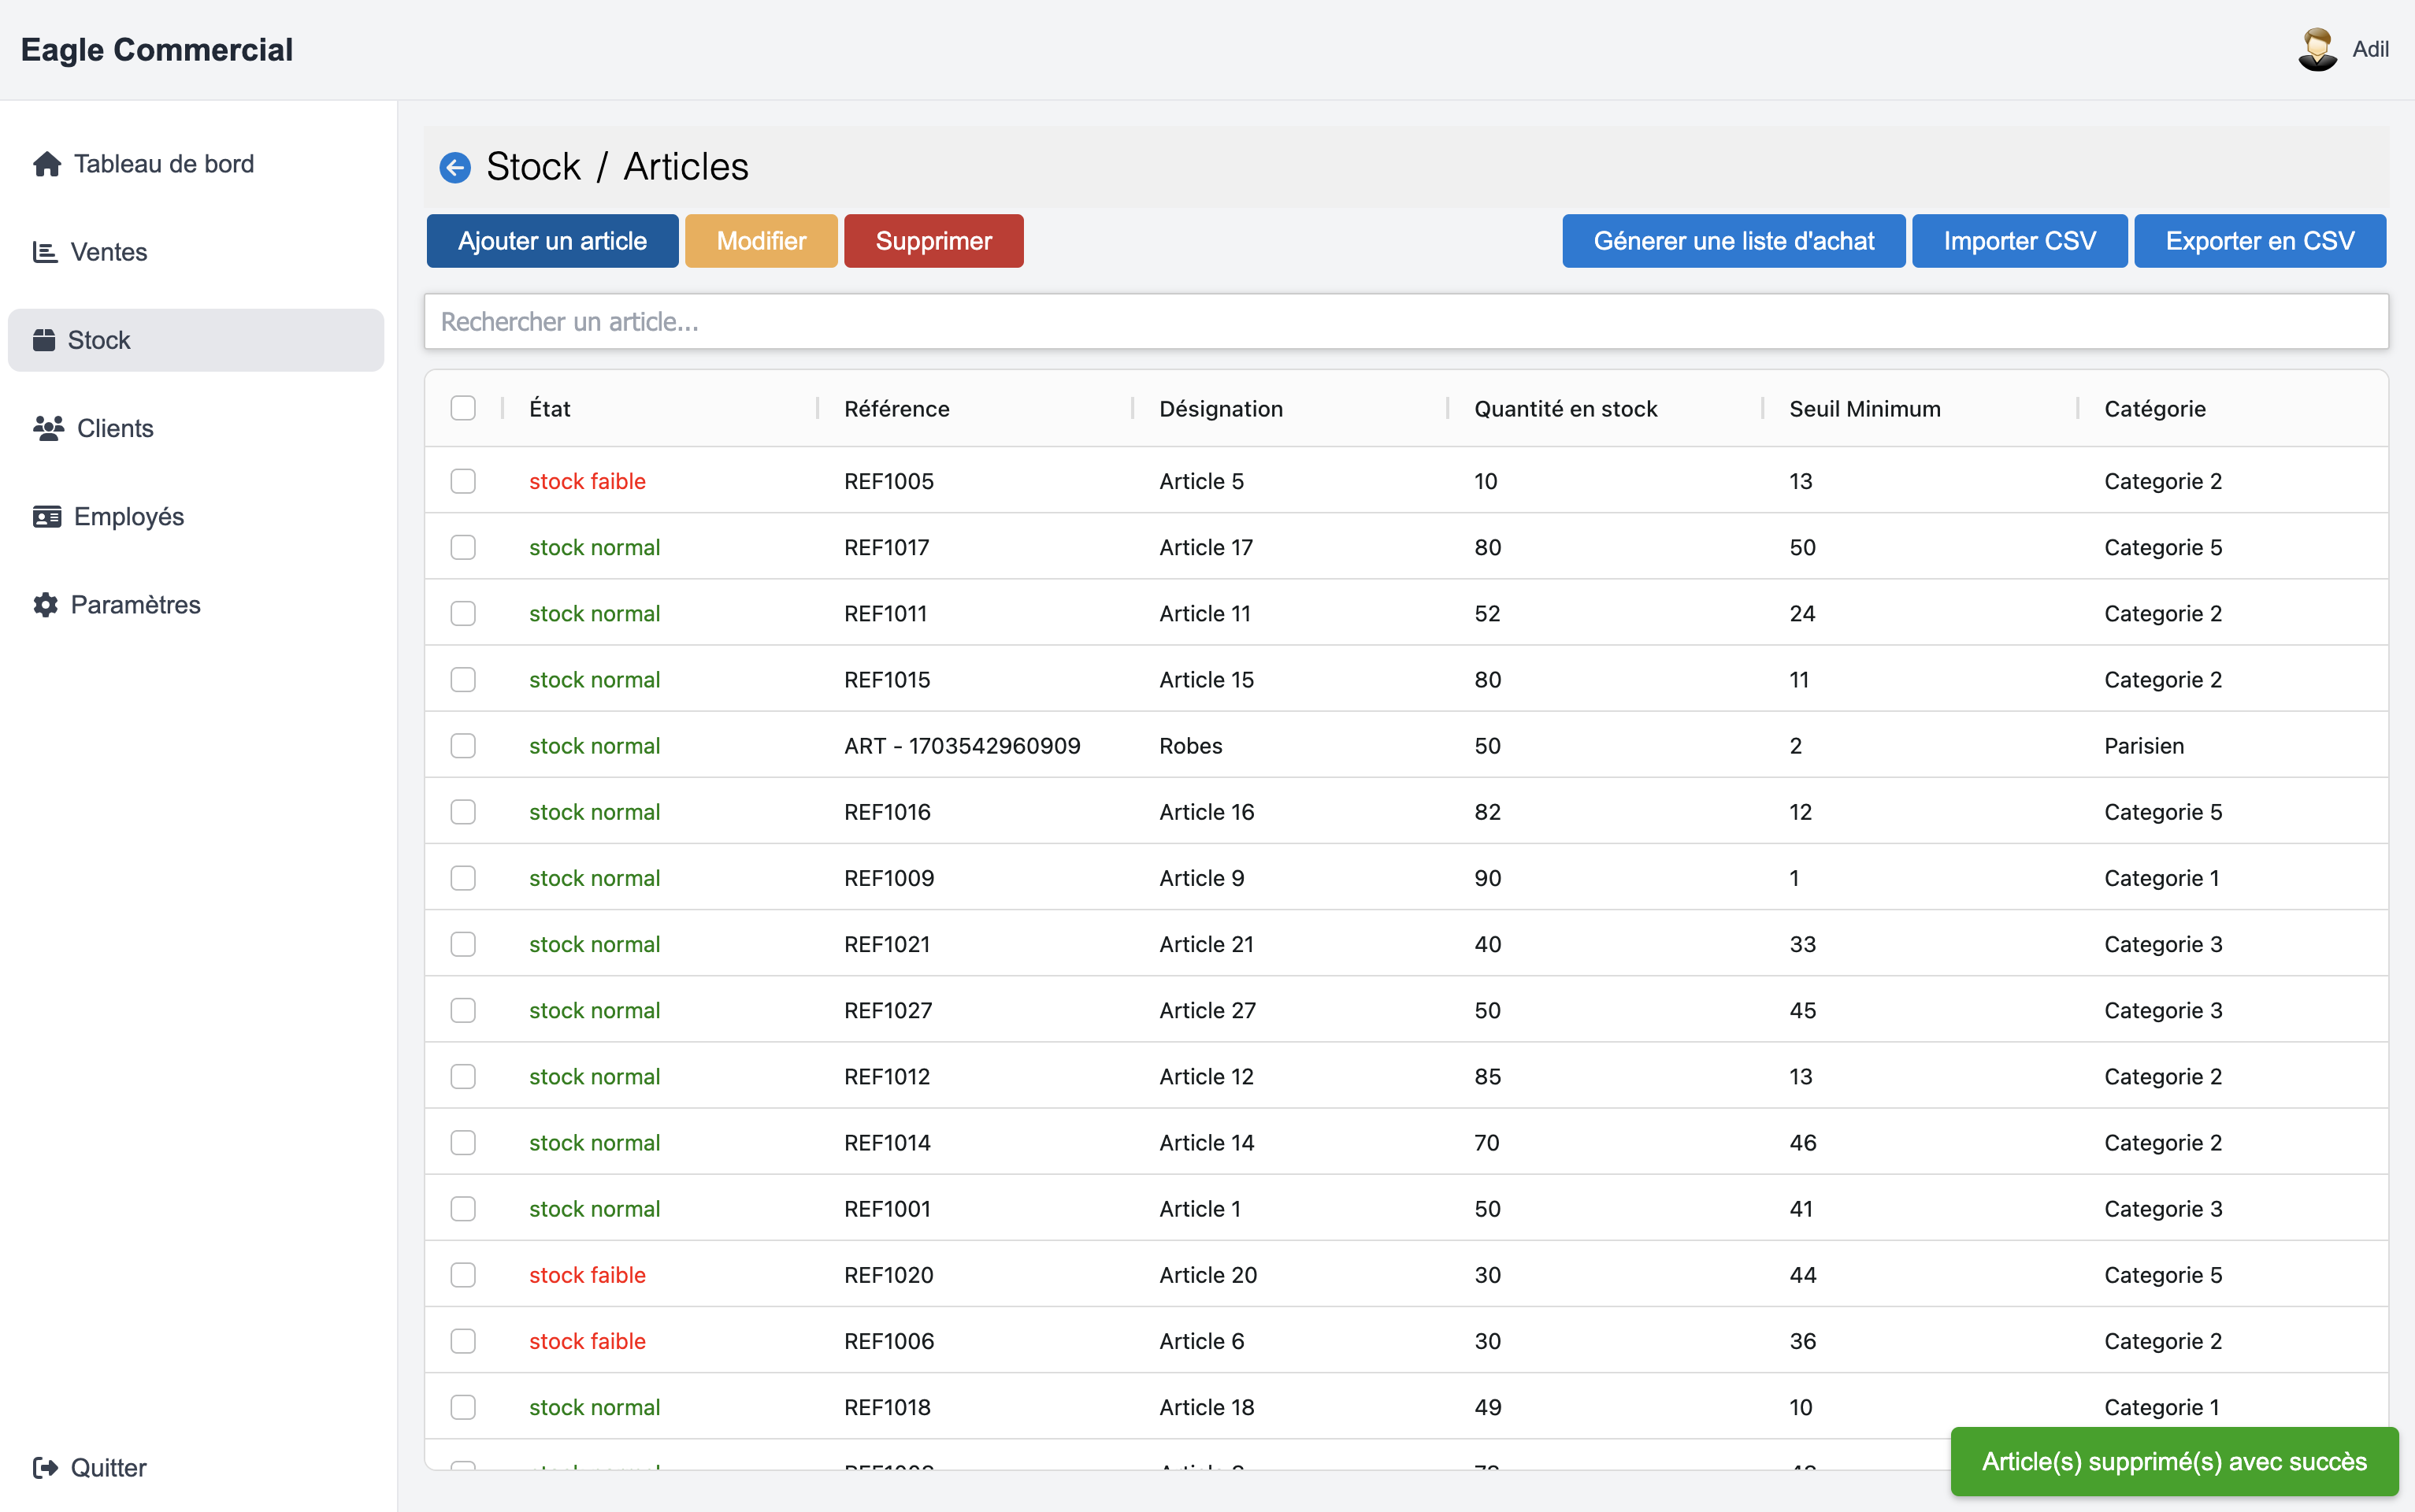 Eagle Commercial
Adil
Tableau de bord
Ventes
Stock
Clients
Employés
Paramètres
Quitter
Stock / Articles
Ajouter un article Modifier Supprimer Génerer une liste d'achat Importer CSV Exporter en CSV
Rechercher un article...
État Référence Désignation Quantité en stock Seuil Minimum Catégorie
stock faible REF1005 Article 5 10 13 Categorie 2
stock normal REF1017 Article 17 80 50 Categorie 5
stock normal REF1011 Article 11 52 24 Categorie 2
stock normal REF1015 Article 15 80 11 Categorie 2
stock normal ART - 1703542960909 Robes 50 2 Parisien
stock normal REF1016 Article 16 82 12 Categorie 5
stock normal REF1009 Article 9 90 1 Categorie 1
stock normal REF1021 Article 21 40 33 Categorie 3
stock normal REF1027 Article 27 50 45 Categorie 3
stock normal REF1012 Article 12 85 13 Categorie 2
stock normal REF1014 Article 14 70 46 Categorie 2
stock normal REF1001 Article 1 50 41 Categorie 3
stock faible REF1020 Article 20 30 44 Categorie 5
stock faible REF1006 Article 6 30 36 Categorie 2
stock normal REF1018 Article 18 49 10 Categorie 1
Article(s) supprimé(s) avec succès